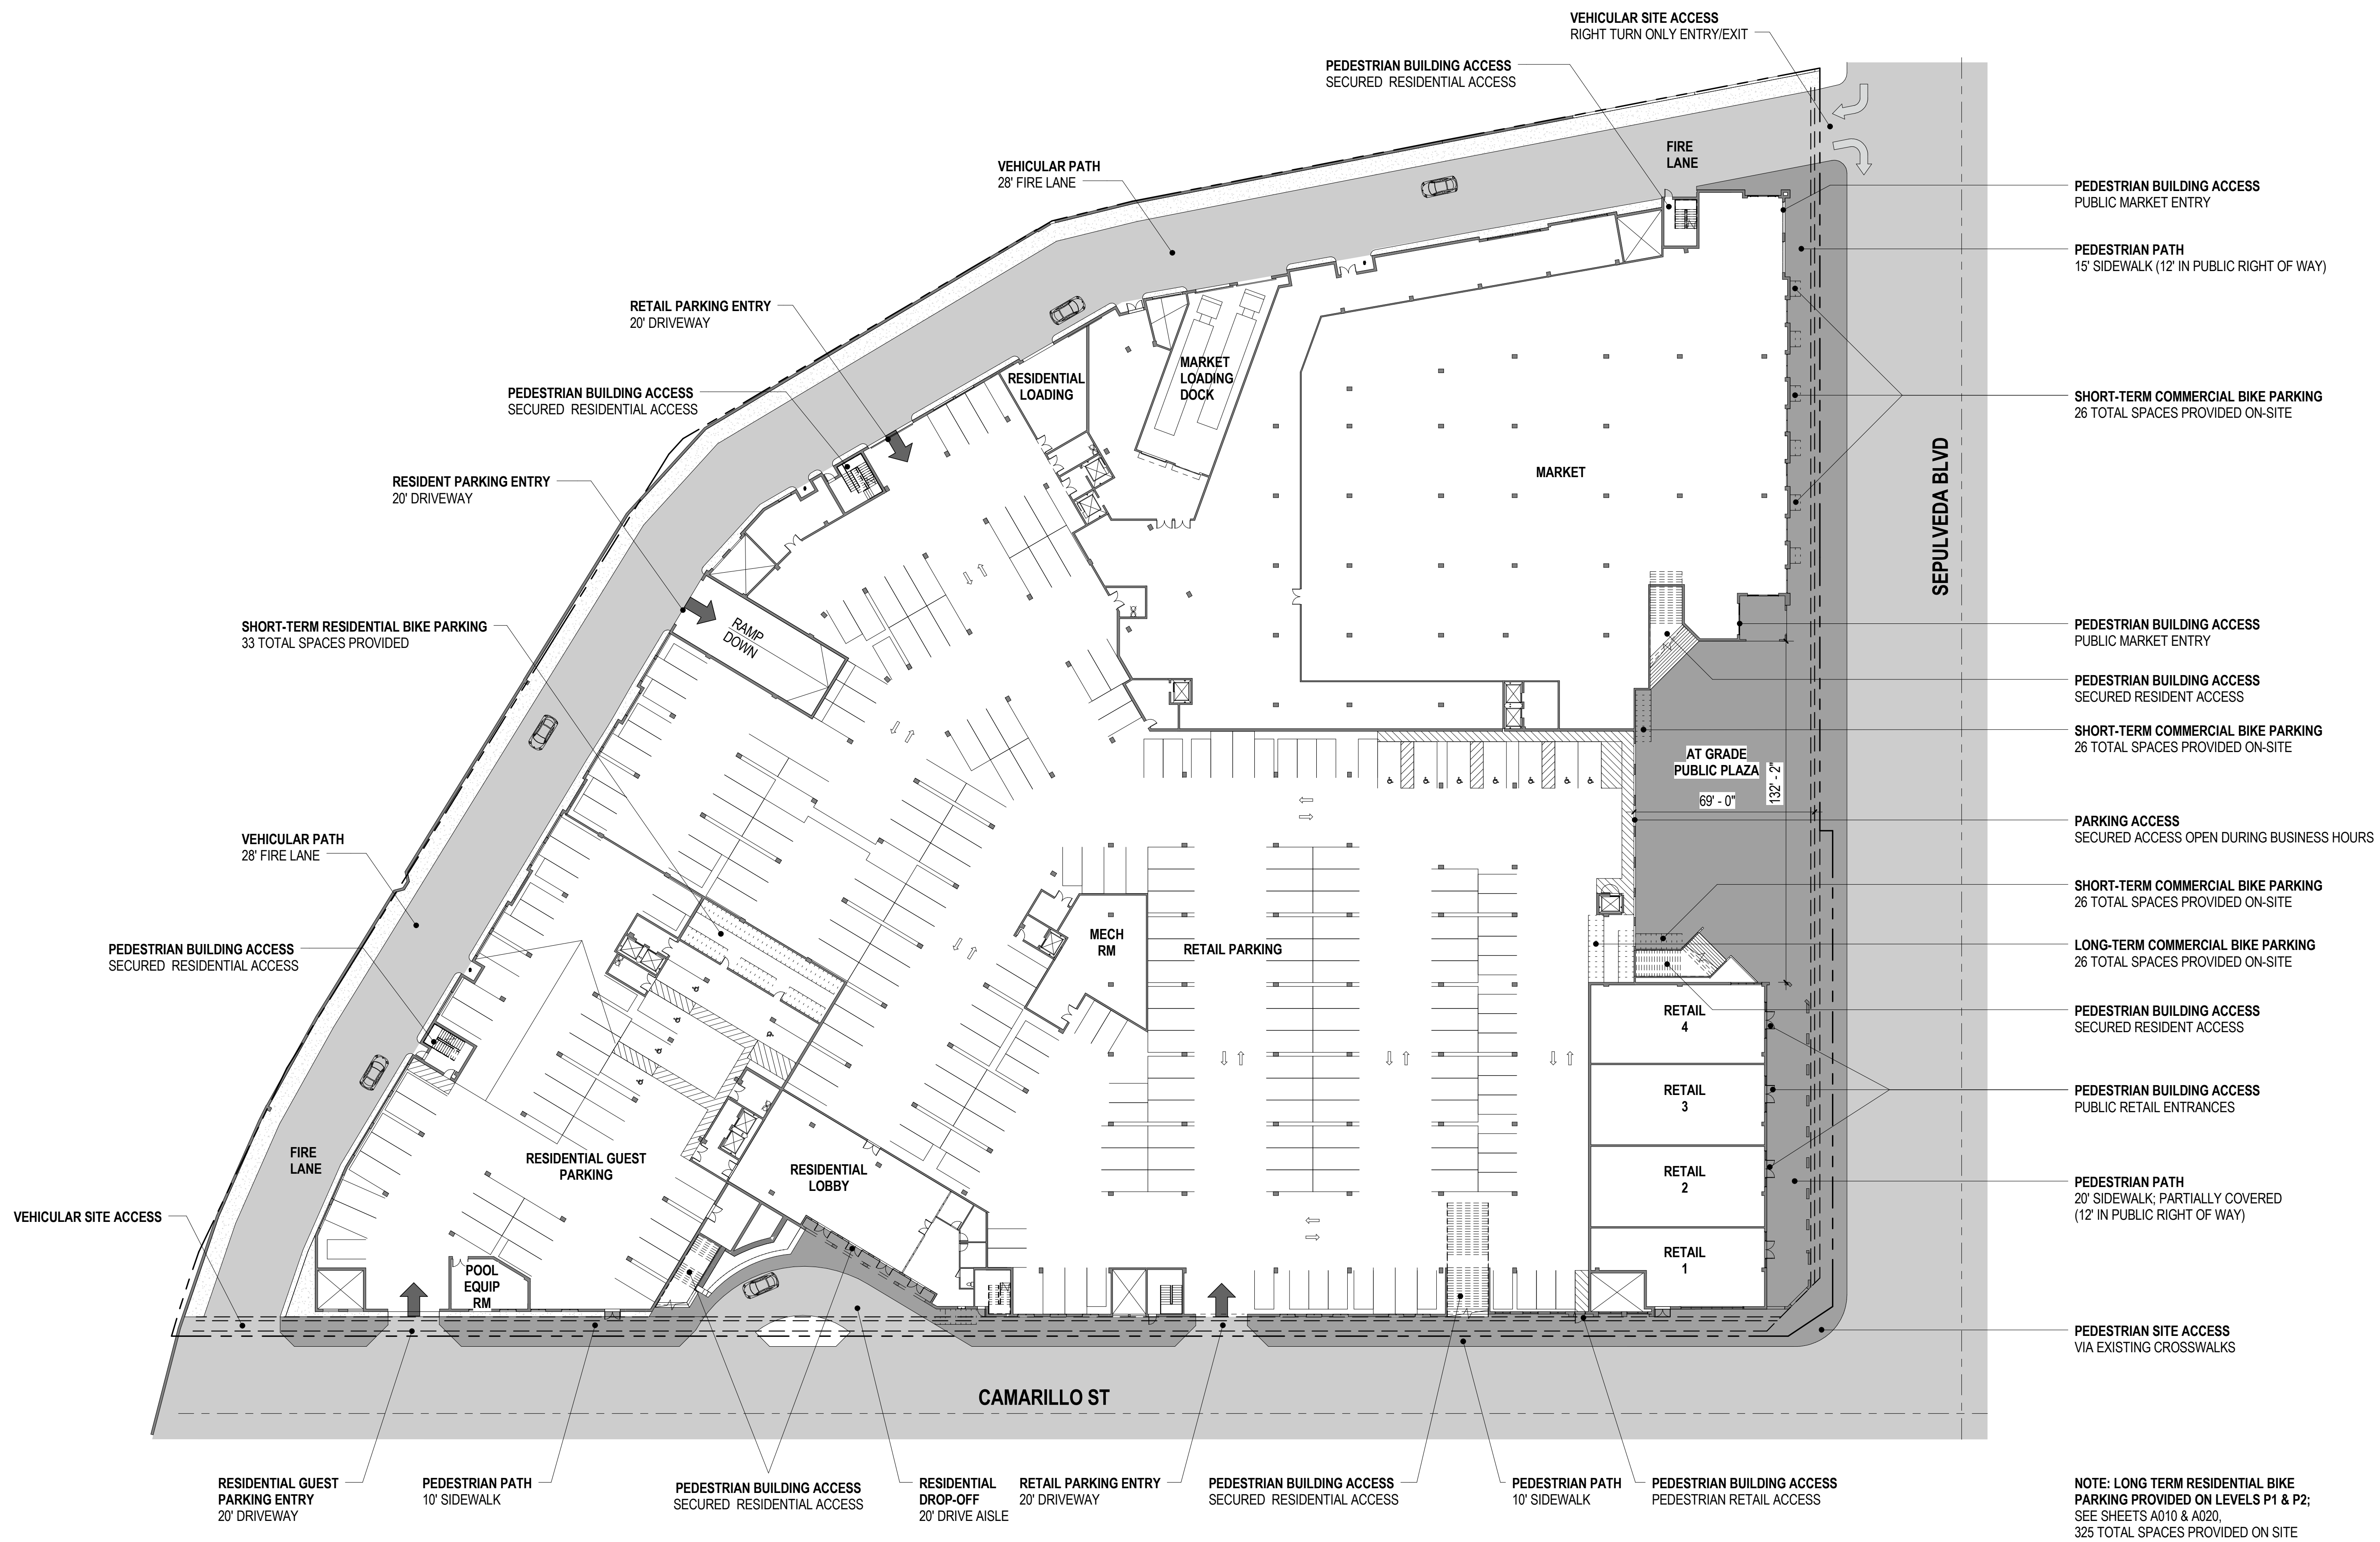 VEHICULAR SITE ACCESS
RIGHT TURN ONLY ENTRY/EXIT
PEDESTRIAN BUILDING ACCESS
SECURED RESIDENTIAL ACCESS
VEHICULAR PATH
28' FIRE LANE
FIRE
LANE
PEDESTRIAN BUILDING ACCESS
PUBLIC MARKET ENTRY
PEDESTRIAN PATH
15' SIDEWALK (12' IN PUBLIC RIGHT OF WAY)
RETAIL PARKING ENTRY
20' DRIVEWAY
PEDESTRIAN BUILDING ACCESS
SECURED RESIDENTIAL ACCESS
RESIDENTIAL
LOADING
MARKET
LOADING
DOCK
SHORT-TERM COMMERCIAL BIKE PARKING
26 TOTAL SPACES PROVIDED ON-SITE
RESIDENT PARKING ENTRY
20' DRIVEWAY
MARKET
SEPULVEDA BLVD
SHORT-TERM RESIDENTIAL BIKE PARKING
33 TOTAL SPACES PROVIDED
RAMP
DOWN
PEDESTRIAN BUILDING ACCESS
PUBLIC MARKET ENTRY
PEDESTRIAN BUILDING ACCESS
SECURED RESIDENT ACCESS
SHORT-TERM COMMERCIAL BIKE PARKING
26 TOTAL SPACES PROVIDED ON-SITE
AT GRADE
PUBLIC PLAZA
69' - 0"
132' - 2"
VEHICULAR PATH
28' FIRE LANE
PARKING ACCESS
SECURED ACCESS OPEN DURING BUSINESS HOURS
SHORT-TERM COMMERCIAL BIKE PARKING
26 TOTAL SPACES PROVIDED ON-SITE
PEDESTRIAN BUILDING ACCESS
SECURED RESIDENTIAL ACCESS
MECH
RM
RETAIL PARKING
LONG-TERM COMMERCIAL BIKE PARKING
26 TOTAL SPACES PROVIDED ON-SITE
RETAIL
4
PEDESTRIAN BUILDING ACCESS
SECURED RESIDENT ACCESS
RETAIL
3
PEDESTRIAN BUILDING ACCESS
PUBLIC RETAIL ENTRANCES
FIRE
LANE
RESIDENTIAL GUEST
PARKING
RESIDENTIAL
LOBBY
RETAIL
2
PEDESTRIAN PATH
20' SIDEWALK; PARTIALLY COVERED
(12' IN PUBLIC RIGHT OF WAY)
VEHICULAR SITE ACCESS
POOL
EQUIP
RM
RETAIL
1
PEDESTRIAN SITE ACCESS
VIA EXISTING CROSSWALKS
CAMARILLO ST
RESIDENTIAL GUEST
PARKING ENTRY
20' DRIVEWAY
PEDESTRIAN PATH
10' SIDEWALK
PEDESTRIAN BUILDING ACCESS
SECURED RESIDENTIAL ACCESS
RESIDENTIAL
DROP-OFF
20' DRIVE AISLE
RETAIL PARKING ENTRY
20' DRIVEWAY
PEDESTRIAN BUILDING ACCESS
SECURED RESIDENTIAL ACCESS
PEDESTRIAN PATH
10' SIDEWALK
PEDESTRIAN BUILDING ACCESS
PEDESTRIAN RETAIL ACCESS
NOTE: LONG TERM RESIDENTIAL BIKE
PARKING PROVIDED ON LEVELS P1 & P2;
SEE SHEETS A010 & A020,
325 TOTAL SPACES PROVIDED ON SITE